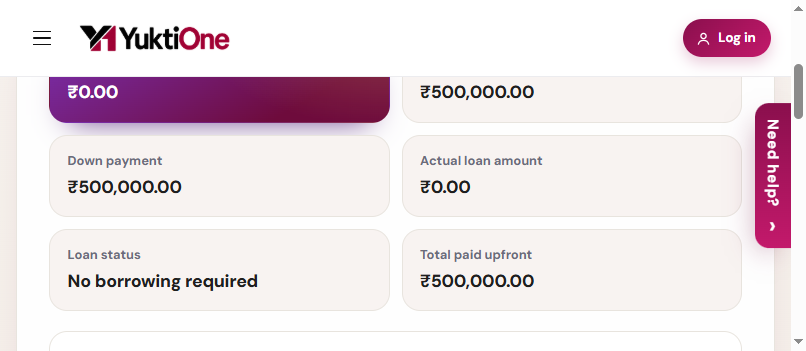 YuktiOne
Log in
₹0.00
₹500,000.00
Down payment
₹500,000.00
Actual loan amount
₹0.00
Loan status
No borrowing required
Total paid upfront
₹500,000.00
Need help? ›